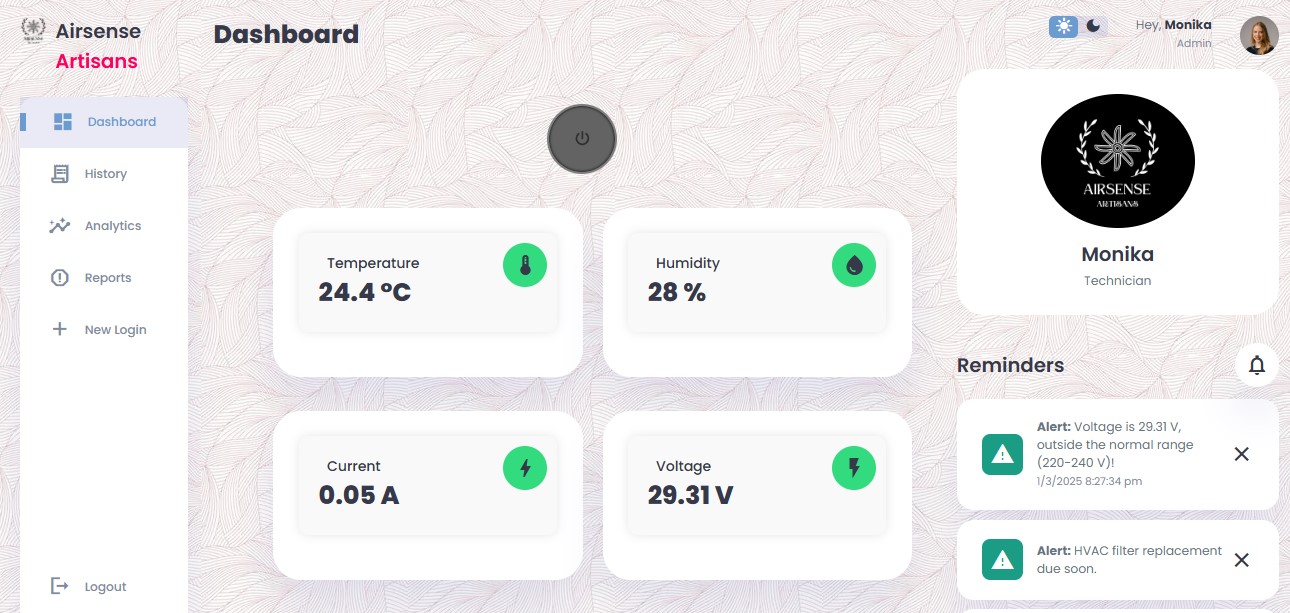 Airsense
Artisans
Dashboard
Hey, Monika
Admin
Dashboard
History
Analytics
Reports
New Login
Logout
Temperature
24.4 ºC
Humidity
28 %
Current
0.05 A
Voltage
29.31 V
AIRSENSE
ARTISANS
Monika
Technician
Reminders
Alert: Voltage is 29.31 V,
outside the normal range
(220-240 V)!
1/3/2025 8:27:34 pm
Alert: HVAC filter replacement
due soon.